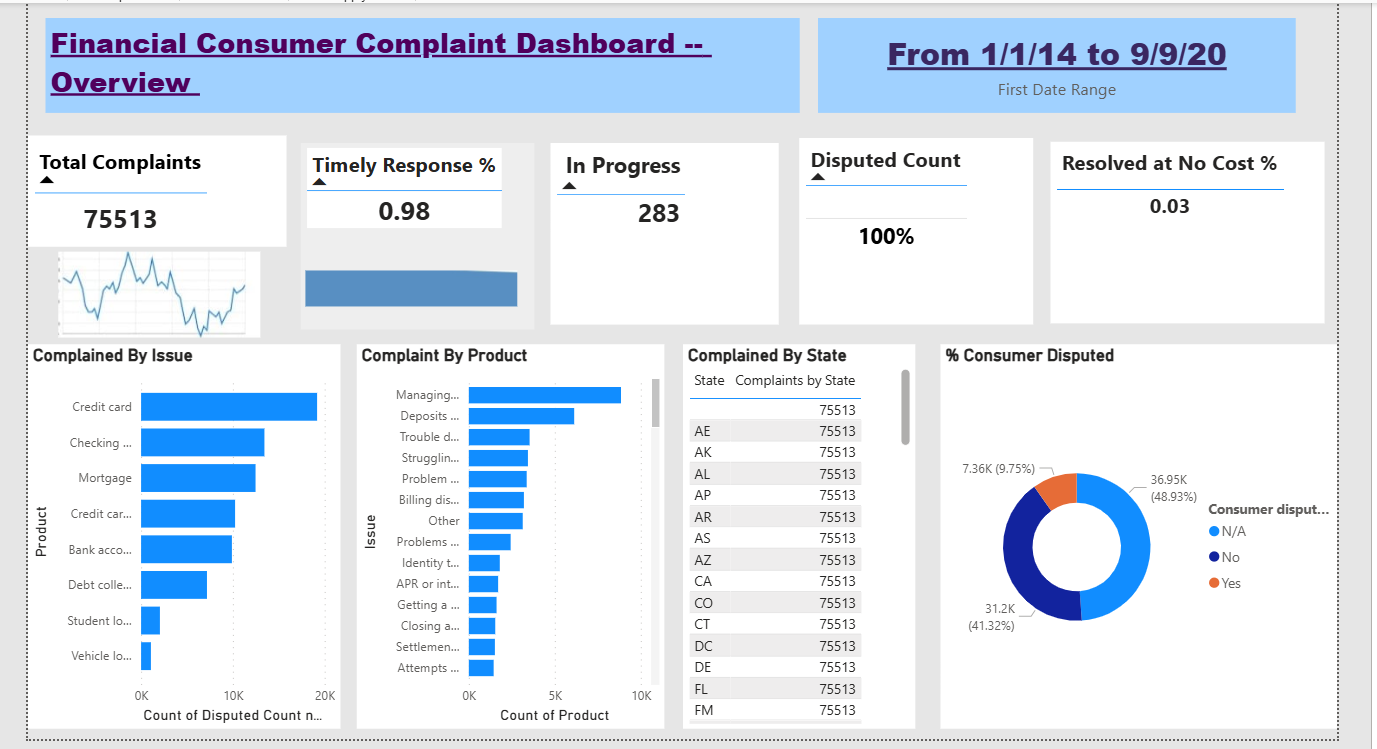 Financial Consumer Complaint Dashboard --
Overview
From 1/1/14 to 9/9/20
First Date Range
Total Complaints
75513
Timely Response %
0.98
In Progress
283
Disputed Count
100%
Resolved at No Cost %
0.03
Complained By Issue
Product
Credit card
Checking ...
Mortgage
Credit car...
Bank acco...
Debt colle...
Student lo...
Vehicle lo...
0K 10K 20K
Count of Disputed Count n...
Complaint By Product
Issue
Managing...
Deposits ...
Trouble d...
Strugglin...
Problem ...
Billing dis...
Other
Problems ...
Identity t...
APR or int...
Getting a ...
Closing a...
Settlemen...
Attempts ...
0K 5K 10K
Count of Product
Complained By State
State Complaints by State
75513
AE 75513
AK 75513
AL 75513
AP 75513
AR 75513
AS 75513
AZ 75513
CA 75513
CO 75513
CT 75513
DC 75513
DE 75513
FL 75513
FM 75513
% Consumer Disputed
7.36K (9.75%)
36.95K
(48.93%)
31.2K
(41.32%)
Consumer disput...
N/A
No
Yes